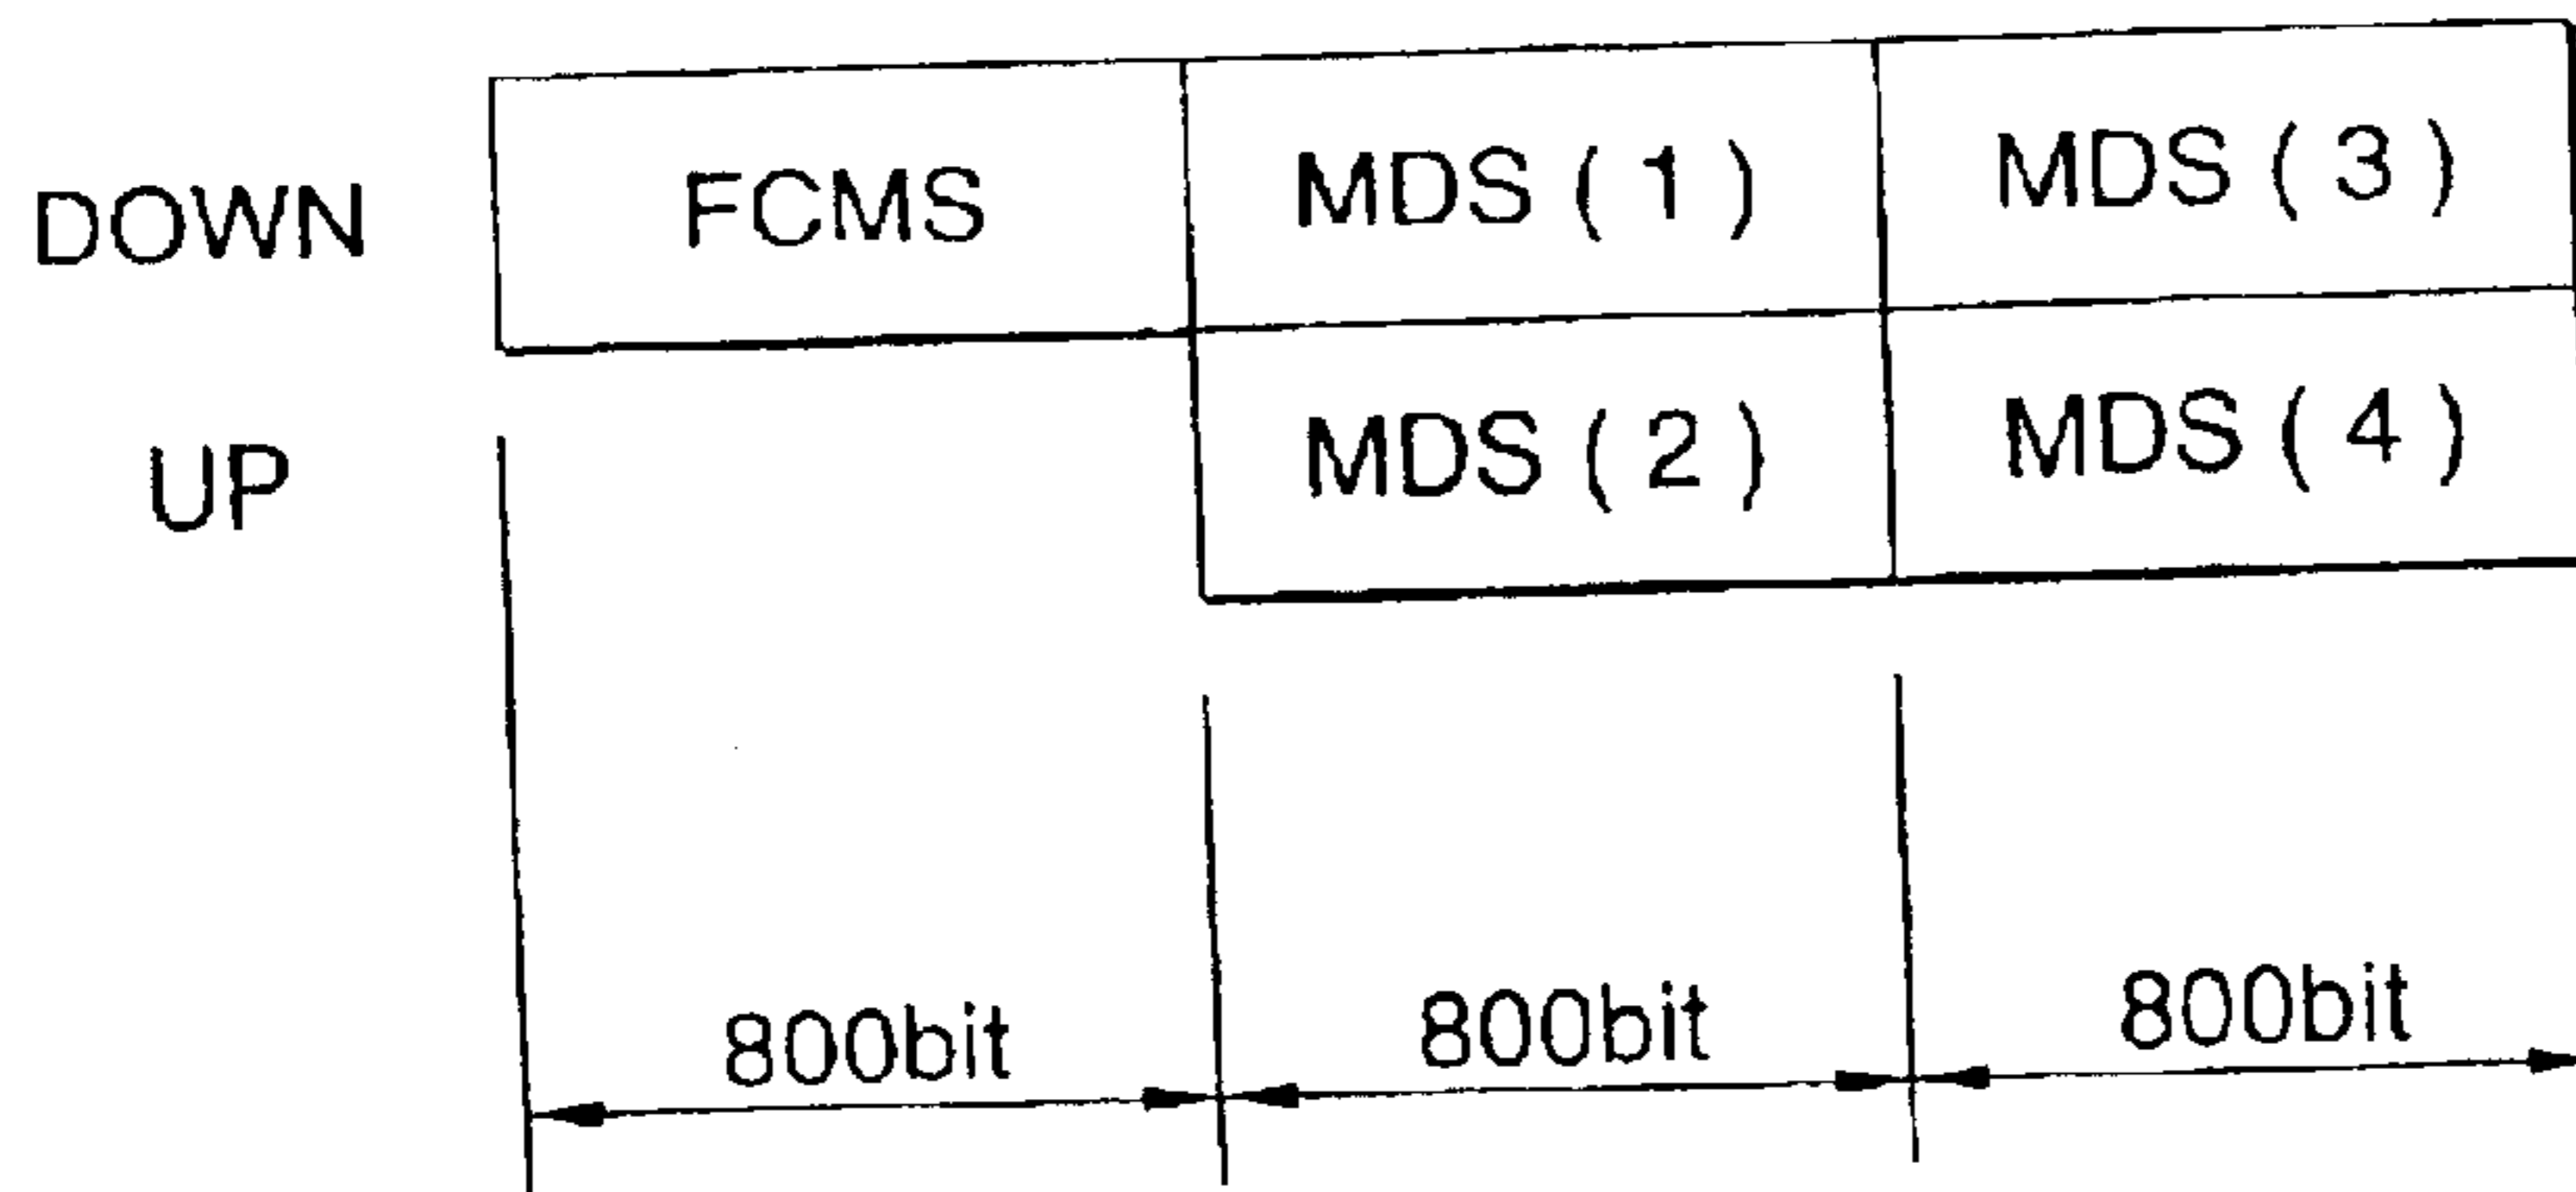 DOWN FCMS MDS ( 1 ) MDS ( 3 )
UP MDS ( 2 ) MDS ( 4 )
800bit 800bit 800bit